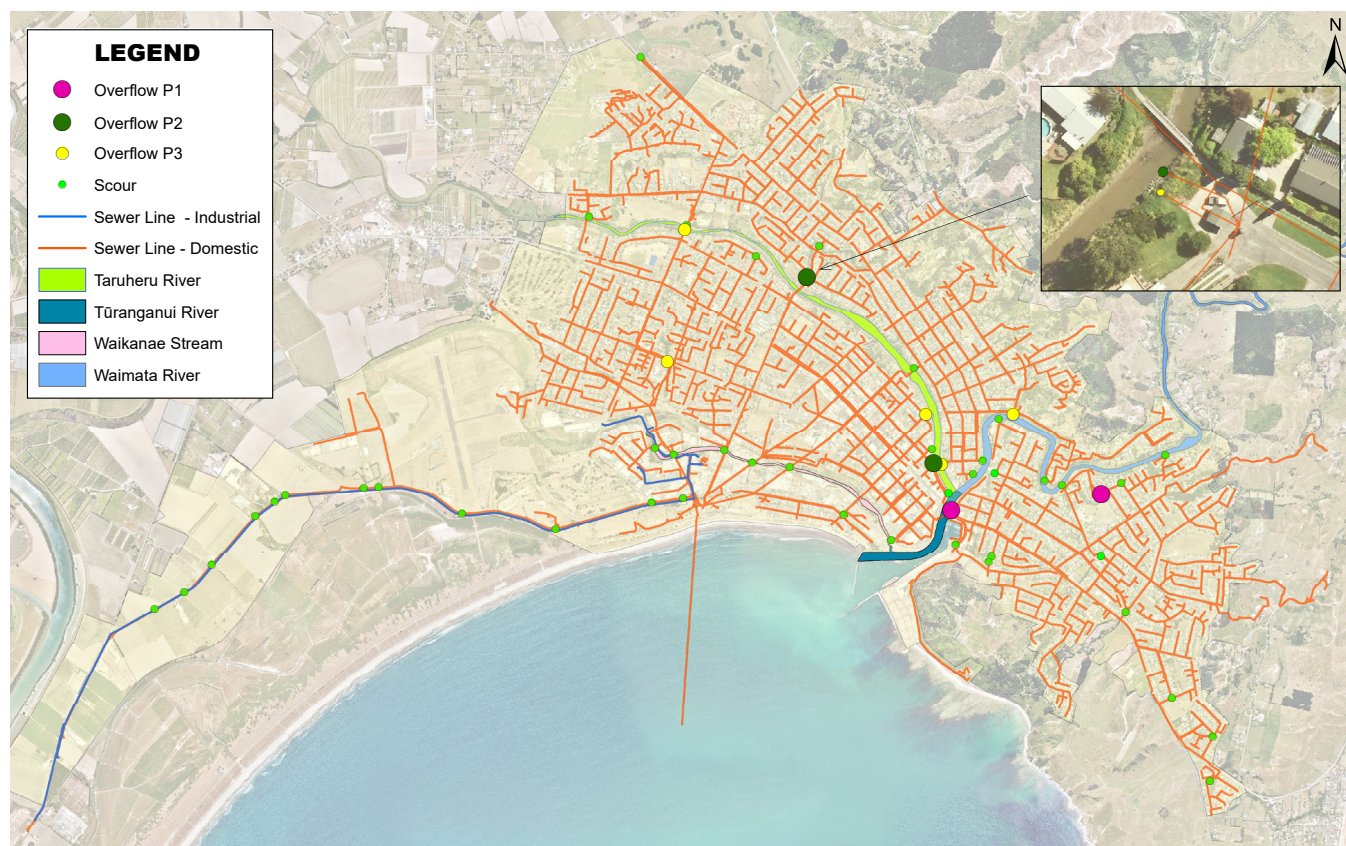 LEGEND
Overflow P1
Overflow P2
Overflow P3
Scour
Sewer Line - Industrial
Sewer Line - Domestic
Taruheru River
Tūranganui River
Waikanae Stream
Waimata River
N